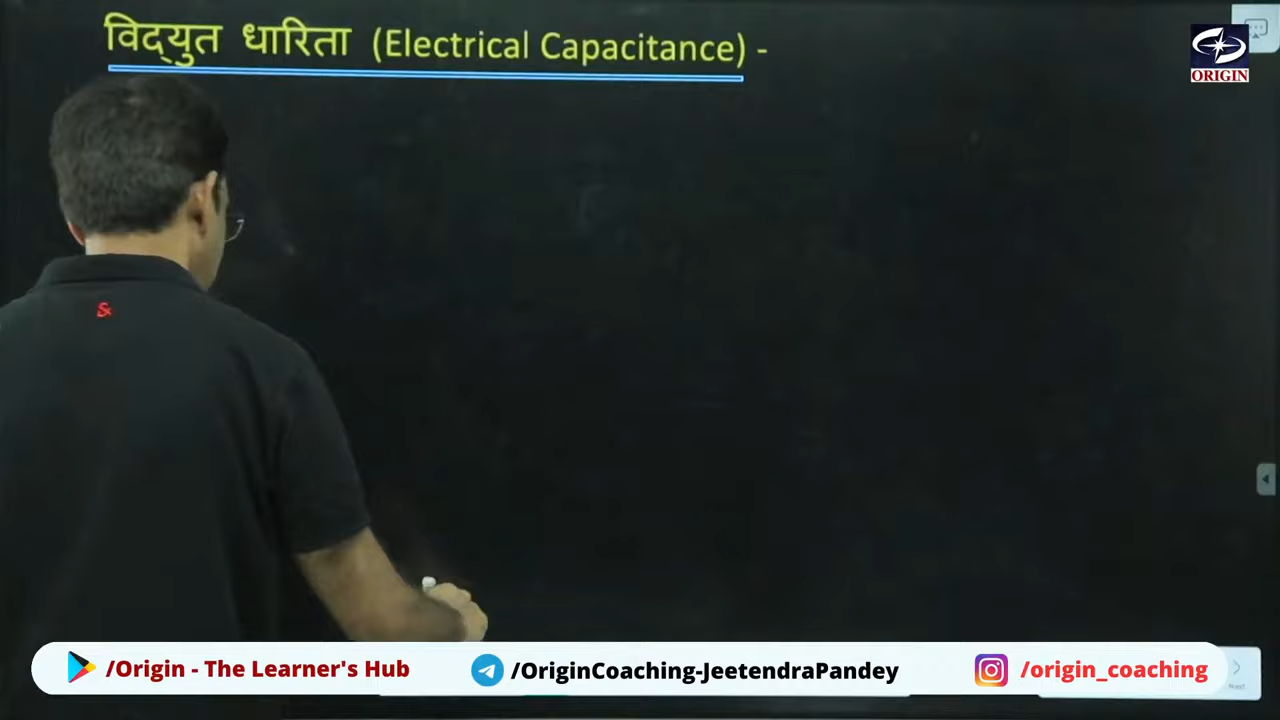 विद्युत धारिता (Electrical Capacitance) -
ORIGIN
&
/Origin - The Learner's Hub
/OriginCoaching-JeetendraPandey
/origin_coaching